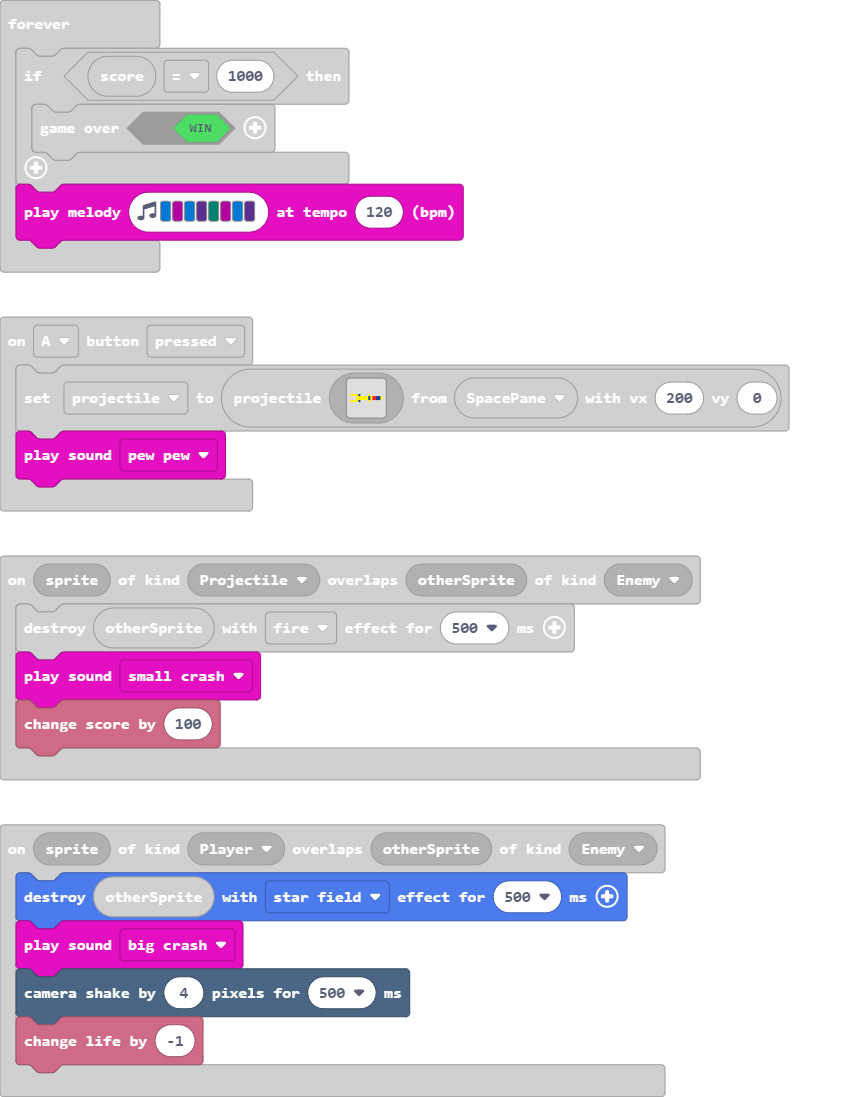 forever
if score = 1000 then
game over WIN
play melody at tempo 120 (bpm)
on A button pressed
set projectile to projectile from SpacePane with vx 200 vy 0
play sound pew pew
on sprite of kind Projectile overlaps otherSprite of kind Enemy
destroy otherSprite with fire effect for 500 ms
play sound small crash
change score by 100
on sprite of kind Player overlaps otherSprite of kind Enemy
destroy otherSprite with star field effect for 500 ms
play sound big crash
camera shake by 4 pixels for 500 ms
change life by -1